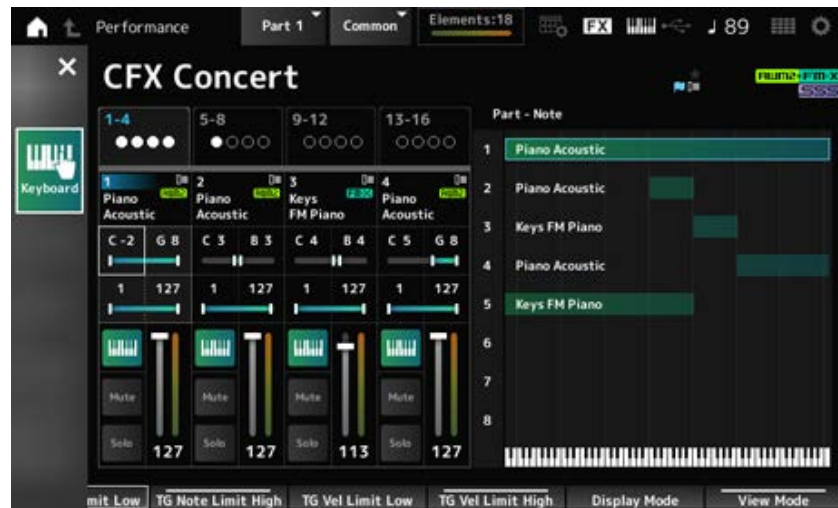 Performance Part 1 Common Elements:18 FX ♩ 89
CFX Concert
AWM2+FM-X
SSS
Keyboard
1-4 5-8 9-12 13-16
Part - Note
1 2 3 4
Piano Piano Keys Piano
Acoustic Acoustic FM Piano Acoustic
C -2 G 8 C 3 B 3 C 4 B 4 C 5 G 8
1 127 1 127 1 127 1 127
Mute Mute Mute Mute
Solo Solo Solo Solo
127 127 113 127
1 Piano Acoustic
2 Piano Acoustic
3 Keys FM Piano
4 Piano Acoustic
5 Keys FM Piano
6
7
8
mit Low TG Note Limit High TG Vel Limit Low TG Vel Limit High Display Mode View Mode